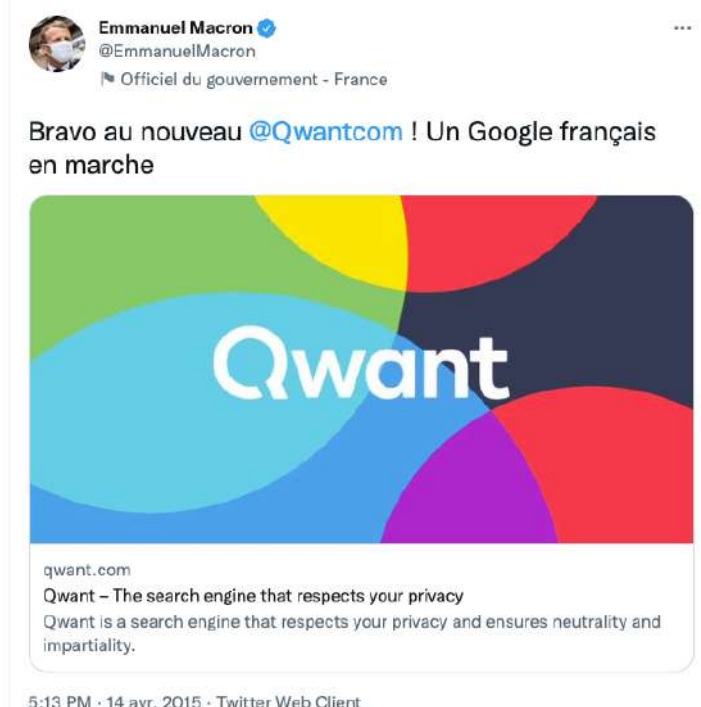 Emmanuel Macron
@EmmanuelMacron
Officiel du gouvernement - France
Bravo au nouveau @Qwantcom ! Un Google français
en marche
Qwant
qwant.com
Qwant – The search engine that respects your privacy
Qwant is a search engine that respects your privacy and ensures neutrality and
impartiality.
5:13 PM · 14 avr. 2015 · Twitter Web Client